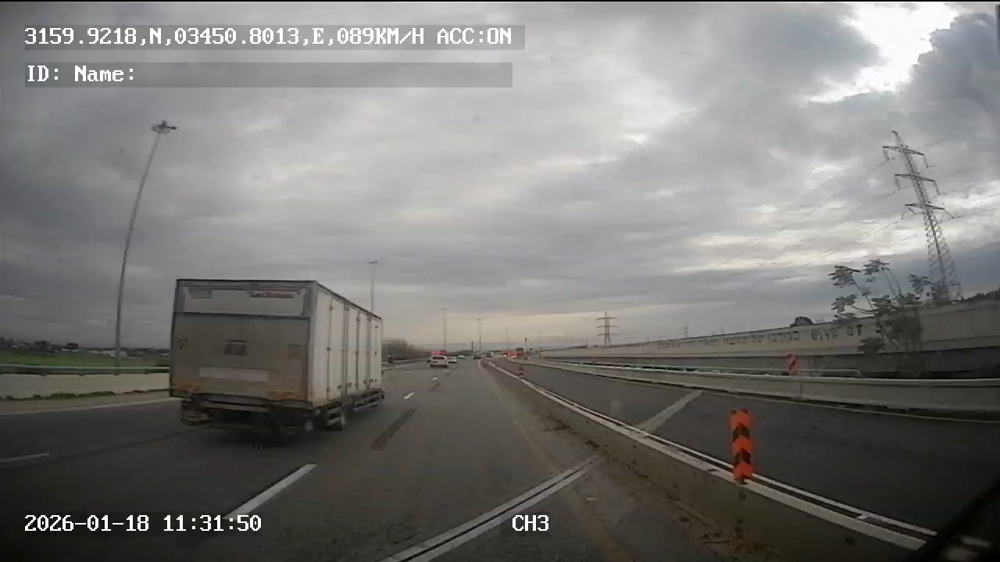 3159.9218,N,03450.8013,E,089KM/H ACC:ON
ID: Name:
2026-01-18 11:31:50
CH3